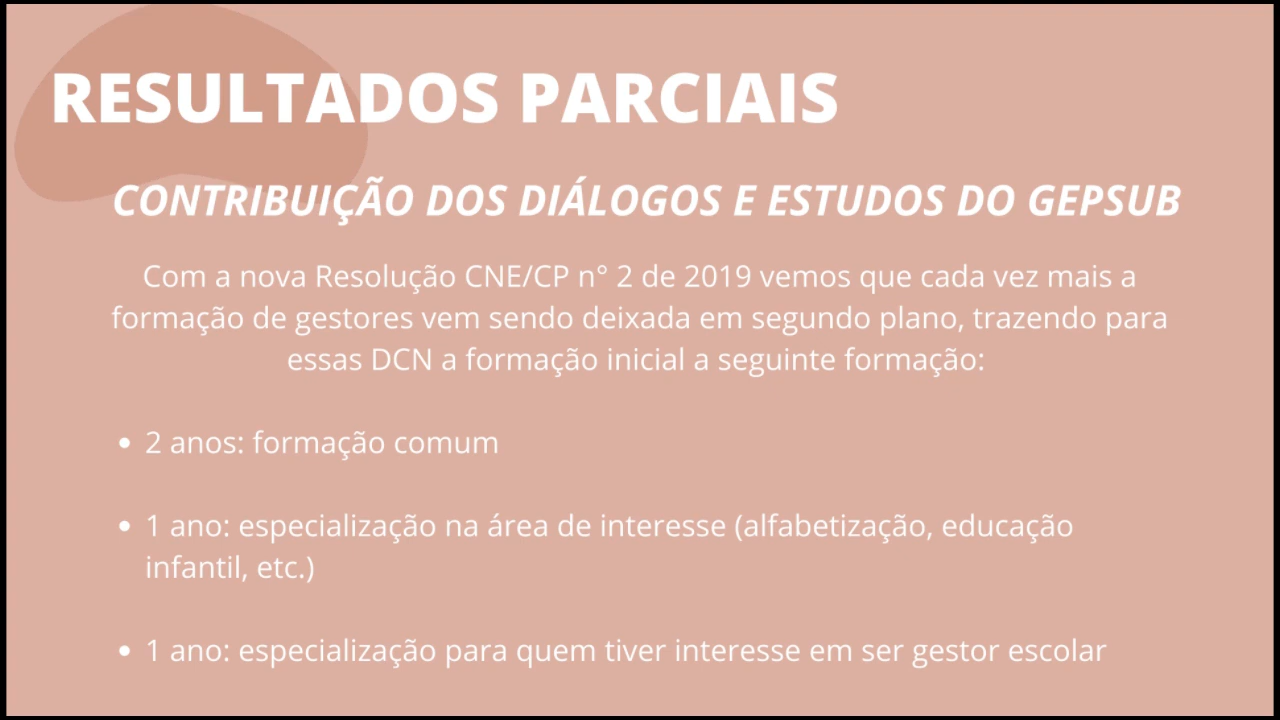 RESULTADOS PARCIAIS
CONTRIBUIÇÃO DOS DIÁLOGOS E ESTUDOS DO GEPSUB
Com a nova Resolução CNE/CP n° 2 de 2019 vemos que cada vez mais a
formação de gestores vem sendo deixada em segundo plano, trazendo para
essas DCN a formação inicial a seguinte formação:
• 2 anos: formação comum
• 1 ano: especialização na área de interesse (alfabetização, educação
infantil, etc.)
• 1 ano: especialização para quem tiver interesse em ser gestor escolar